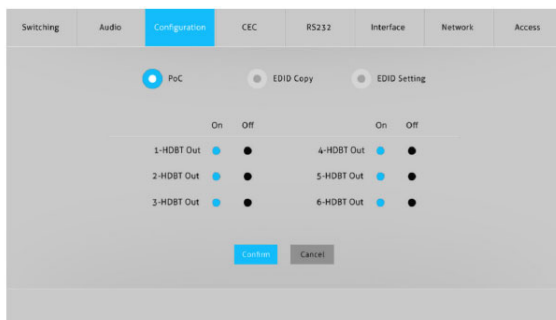 Switching Audio Configuration CEC RS232 Interface Network Access
PoC EDID Copy EDID Setting
On Off On Off
1-HDBT Out 4-HDBT Out
2-HDBT Out 5-HDBT Out
3-HDBT Out 6-HDBT Out
Confirm Cancel